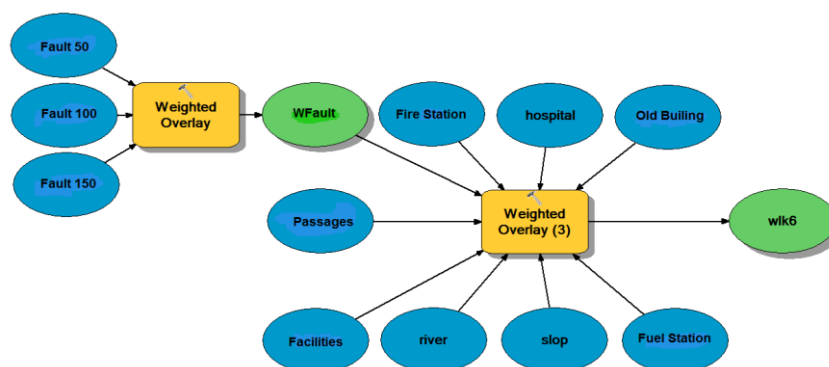 Fault 50
Fault 100
Fault 150
Weighted
Overlay
WFault
Fire Station
hospital
Old Builing
Passages
Weighted
Overlay (3)
wlk6
Facilities
river
slop
Fuel Station